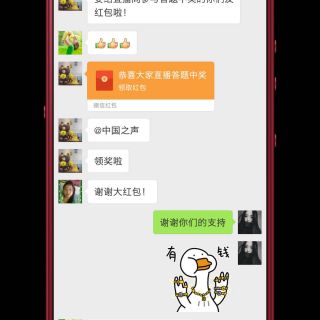 红包啦！
恭喜大家直播答题中奖
领取红包
微信红包
@中国之声
领奖啦
谢谢大红包！
谢谢你们的支持
有 钱